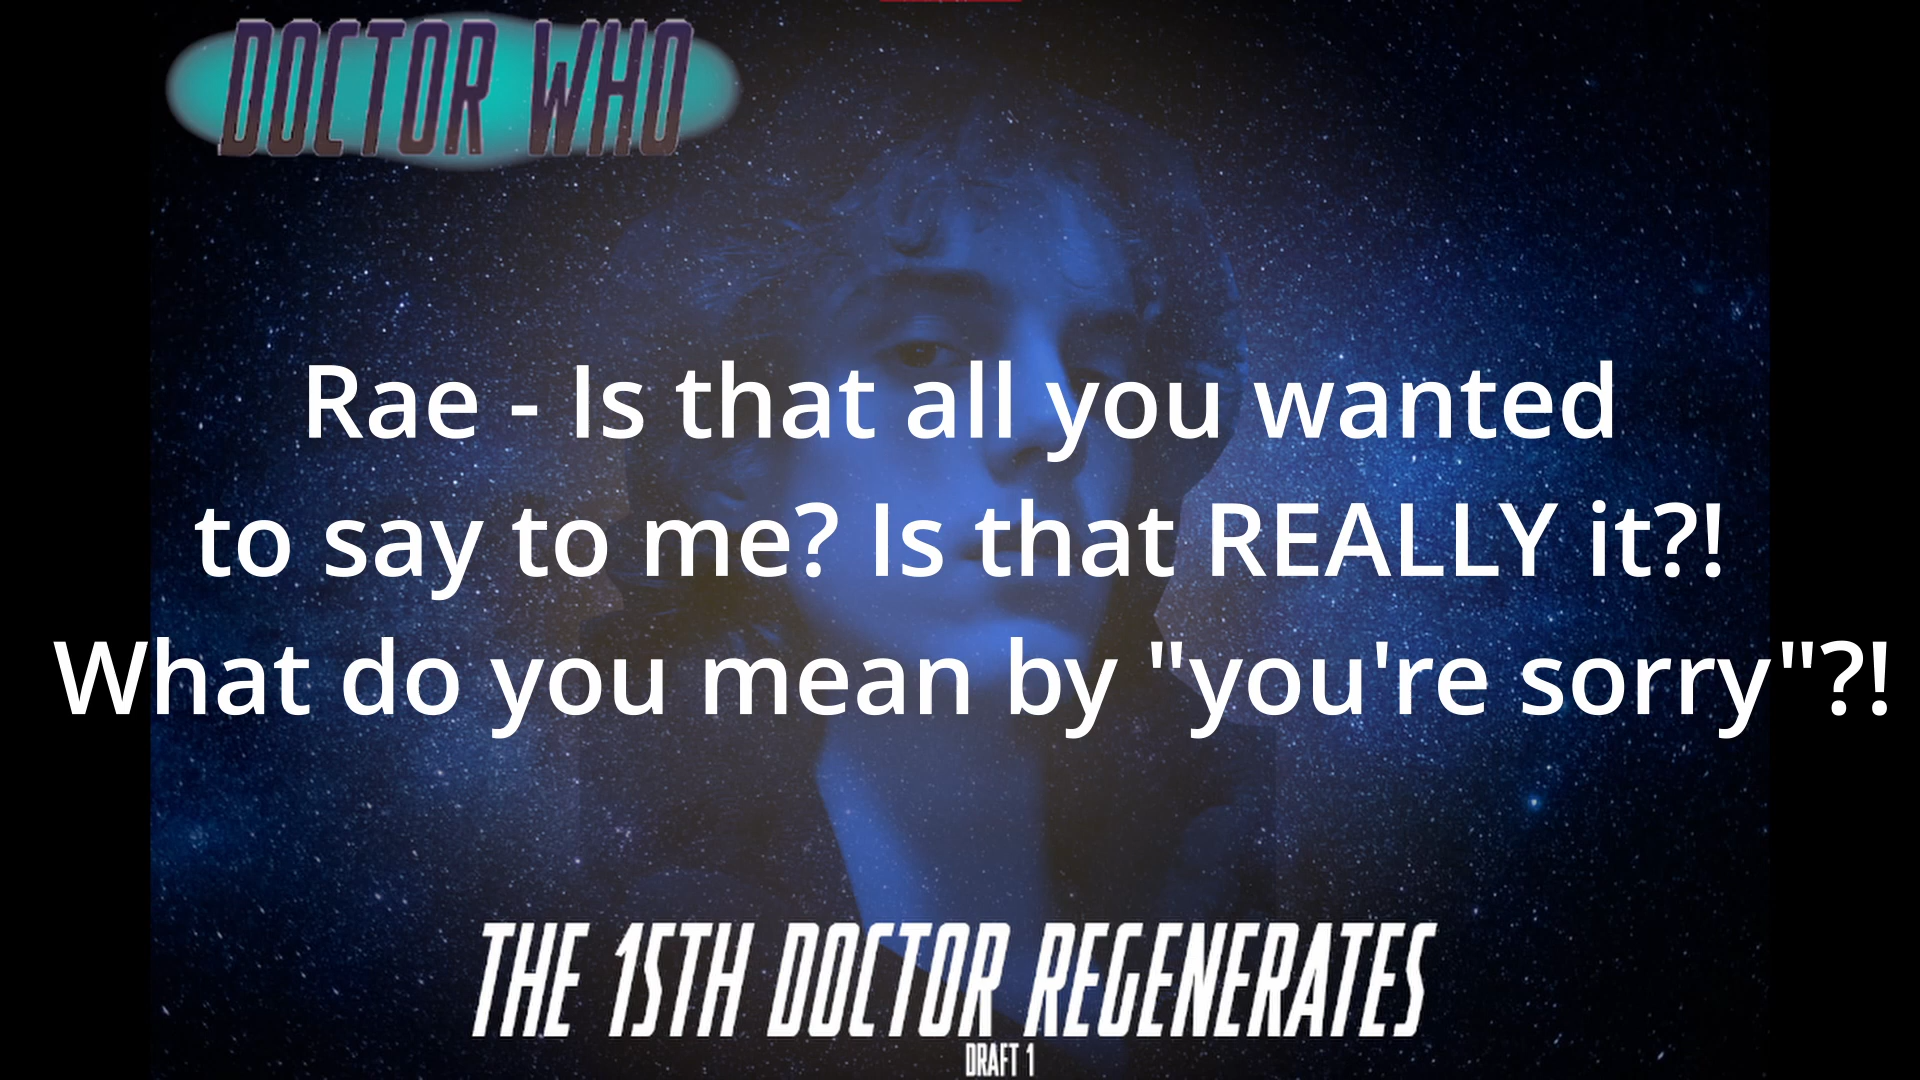 DOCTOR WHO
Rae - Is that all you wanted
to say to me? Is that REALLY it?!
What do you mean by "you're sorry"?!
THE 15TH DOCTOR REGENERATES
DRAFT 1